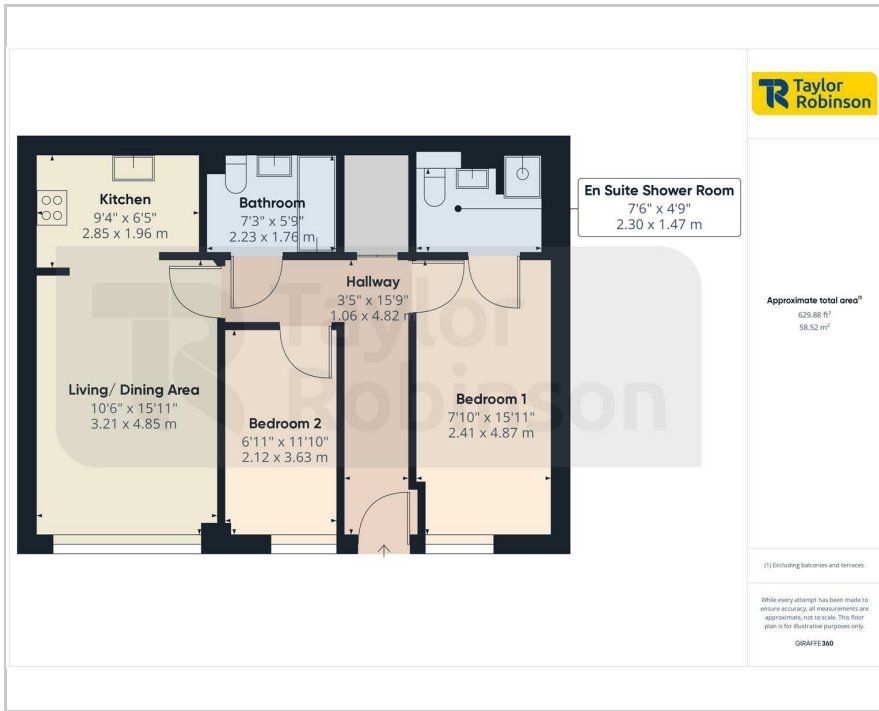 Taylor
Robinson
Kitchen
9'4" x 6'5"
2.85 x 1.96 m
Bathroom
7'3" x 5'9"
2.23 x 1.76 m
En Suite Shower Room
7'6" x 4'9"
2.30 x 1.47 m
Hallway
3'5" x 15'9"
1.06 x 4.82 m
Living/ Dining Area
10'6" x 15'11"
3.21 x 4.85 m
Bedroom 2
6'11" x 11'10"
2.12 x 3.63 m
Bedroom 1
7'10" x 15'11"
2.41 x 4.87 m
Taylor
Robinson
Approximate total area⁽¹⁾
629.88 ft²
58.52 m²
(1) Excluding balconies and terraces
While every attempt has been made to
ensure accuracy, all measurements are
approximate, not to scale. This floor
plan is for illustrative purposes only.
GIRAFFE360